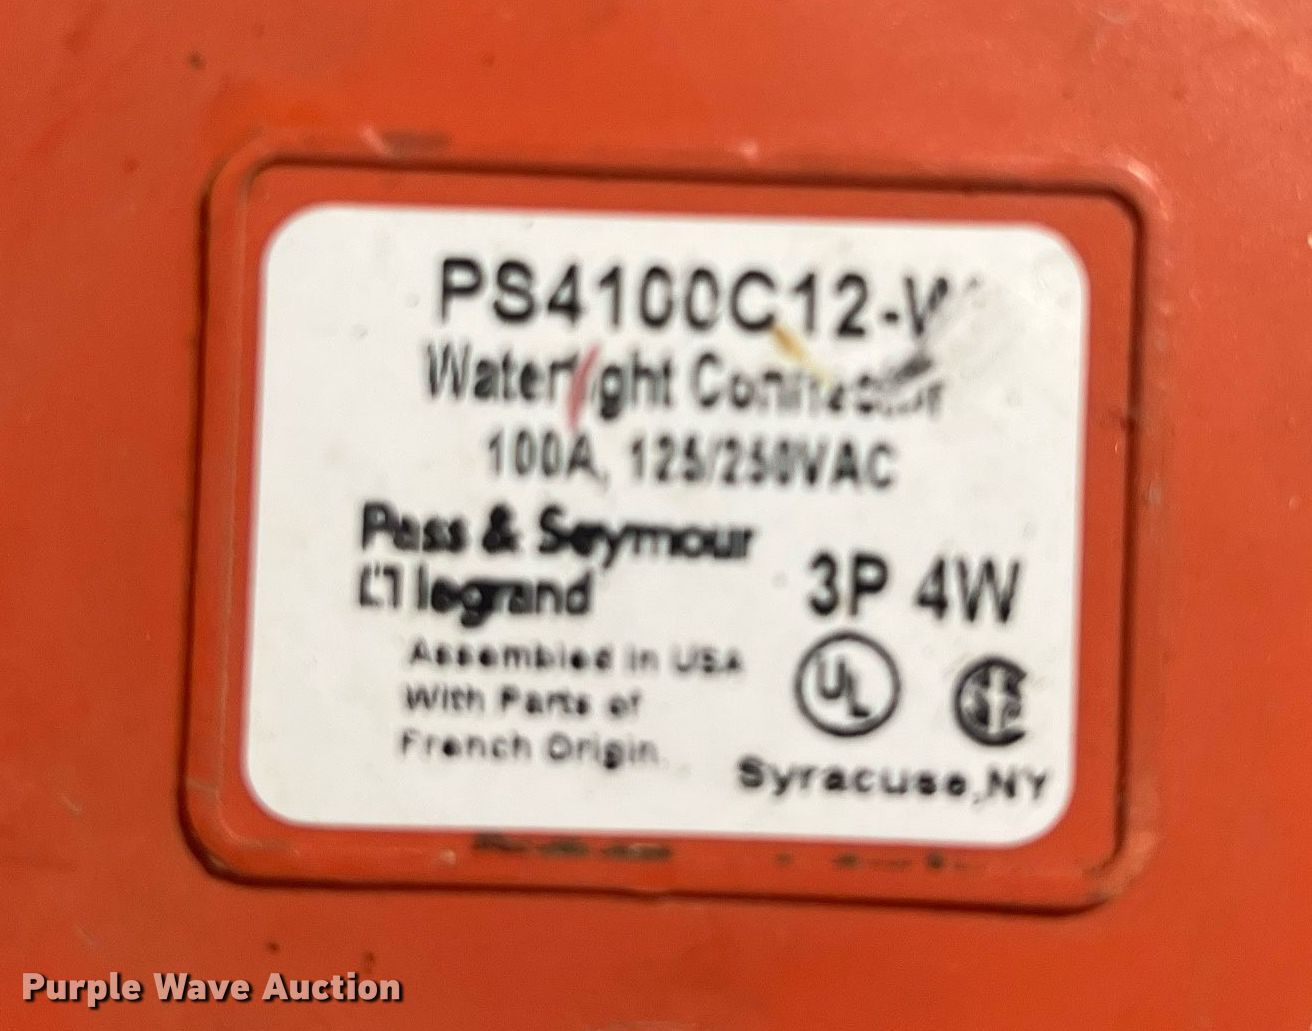 PS4100C12-W
Watertight Connector
100A, 125/250VAC
Pass & Seymour
legrand
3P 4W
Assembled in USA
With Parts of
French Origin.
UL
Syracuse, NY
Purple Wave Auction